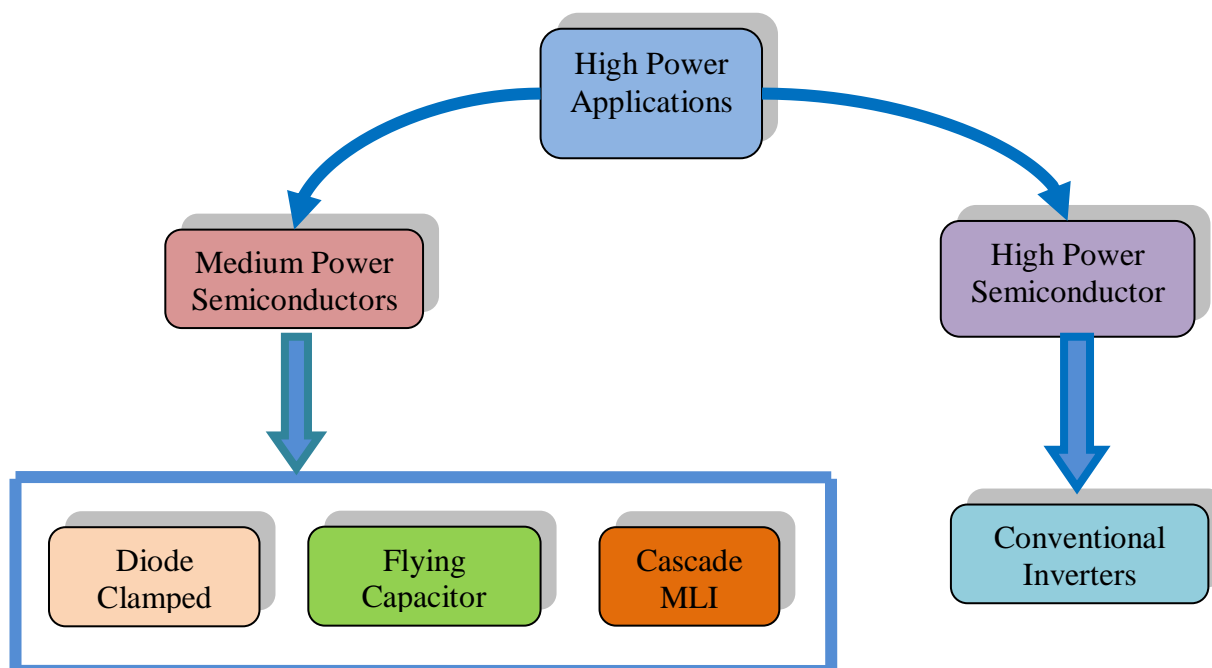 High Power
Applications
Medium Power
Semiconductors
High Power
Semiconductor
Diode
Clamped
Flying
Capacitor
Cascade
MLI
Conventional
Inverters